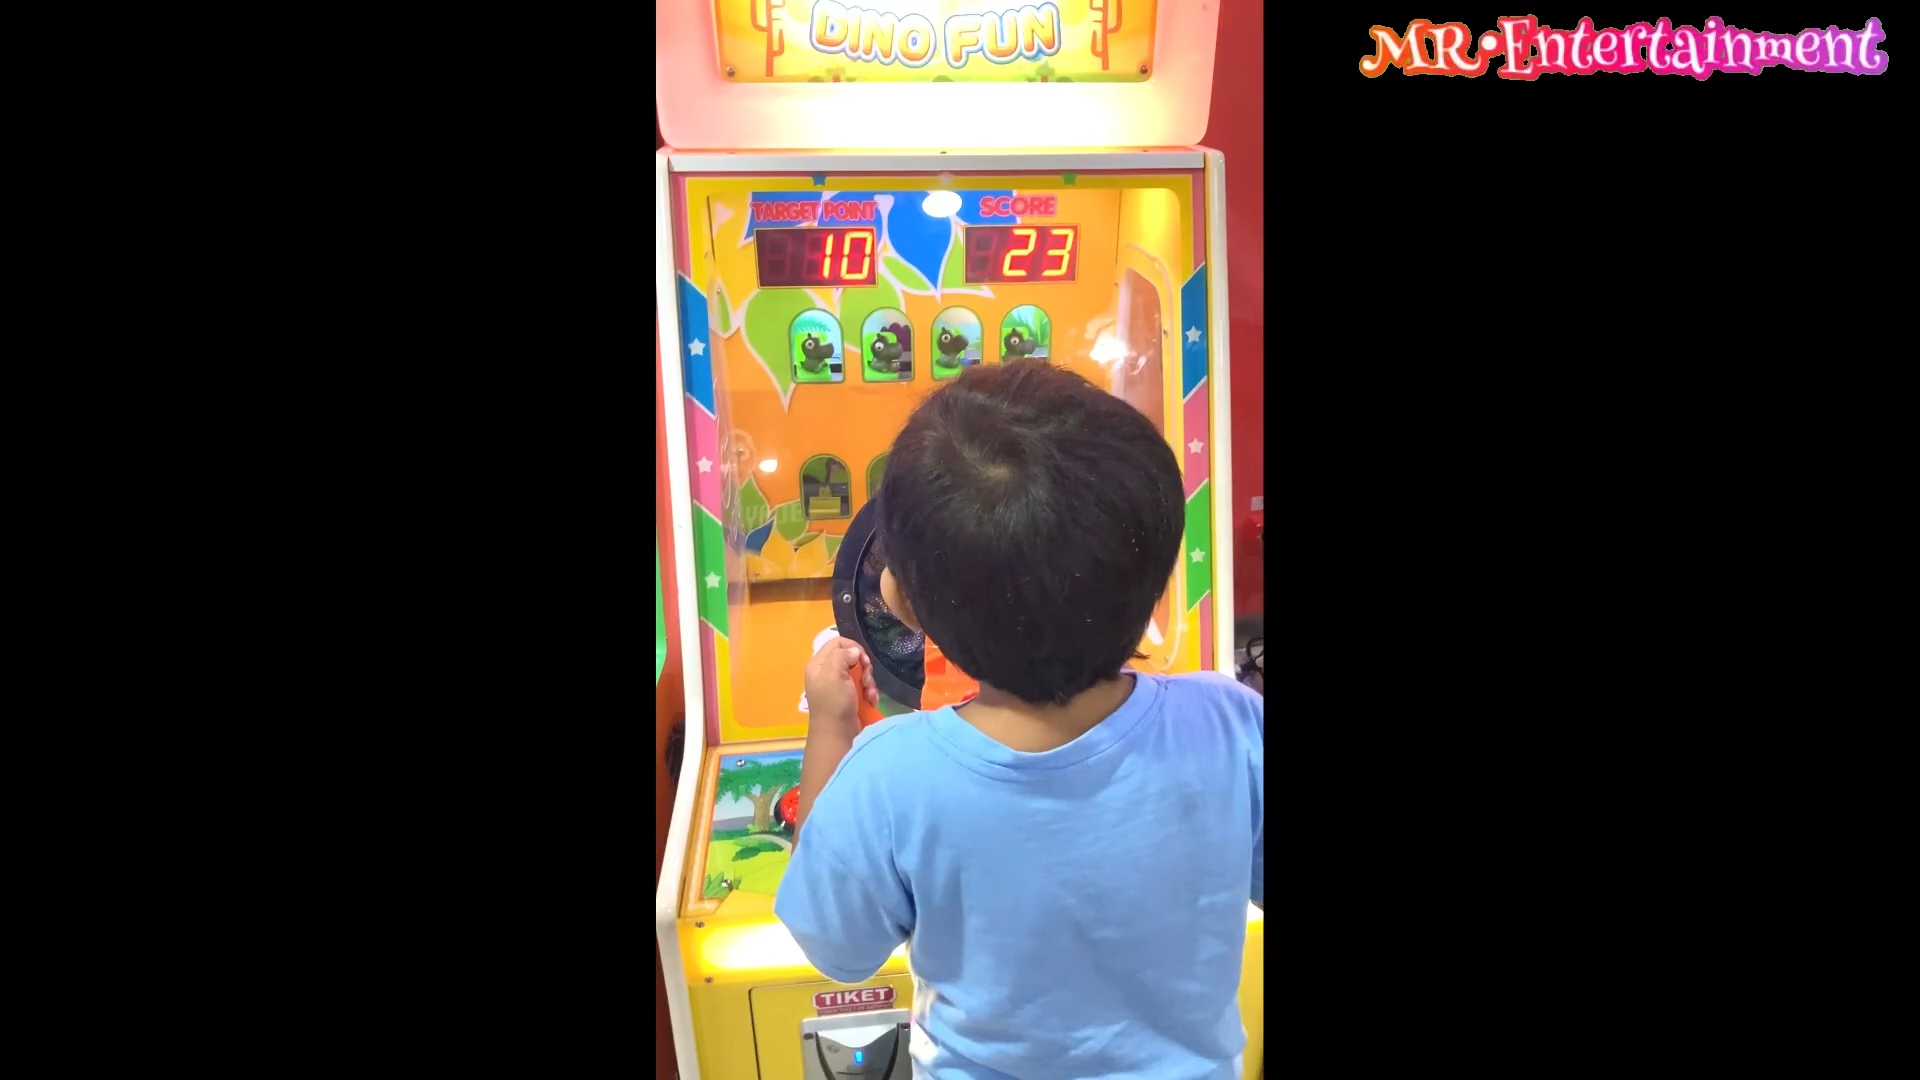 DINO FUN
MR•Entertainment
TARGET POINT
SCORE
10
23
TIKET